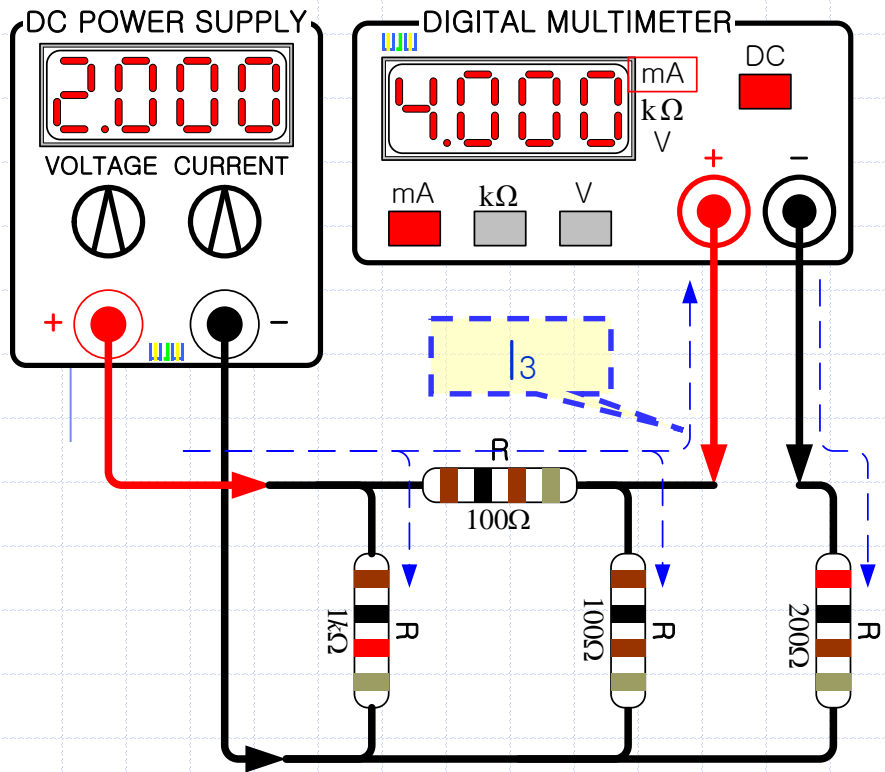 DC POWER SUPPLY
2.000
VOLTAGE CURRENT
+ −
DIGITAL MULTIMETER
4.000
mA
kΩ
V
DC
mA kΩ V
+ −
I3
R
100Ω
1kΩ
R
100Ω
R
200Ω
R